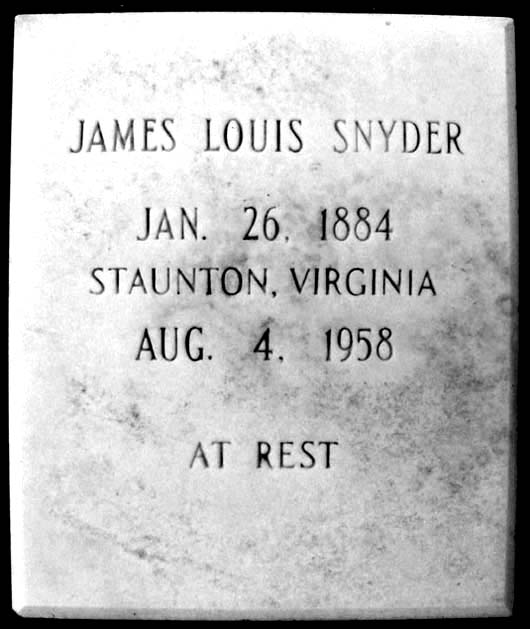 JAMES LOUIS SNYDER
JAN. 26, 1884
STAUNTON, VIRGINIA
AUG. 4, 1958
AT REST